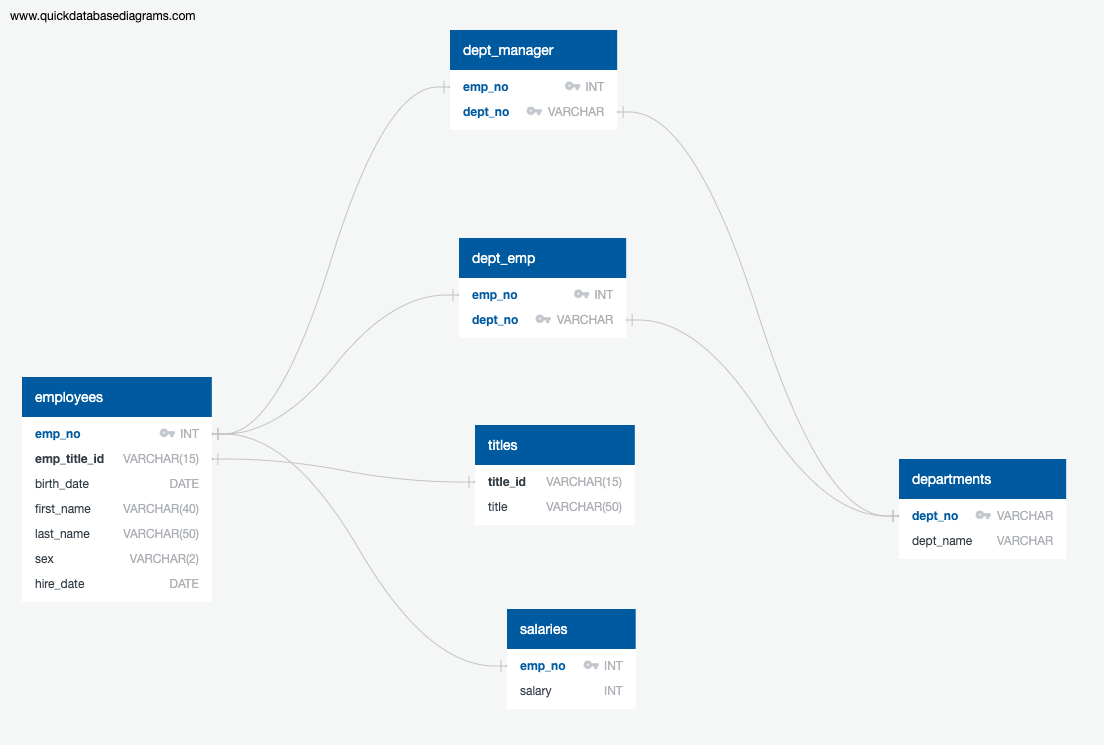 www.quickdatabasediagrams.com
dept_manager
emp_no INT
dept_no VARCHAR
dept_emp
emp_no INT
dept_no VARCHAR
employees
emp_no INT
emp_title_id VARCHAR(15)
birth_date DATE
first_name VARCHAR(40)
last_name VARCHAR(50)
sex VARCHAR(2)
hire_date DATE
titles
title_id VARCHAR(15)
title VARCHAR(50)
departments
dept_no VARCHAR
dept_name VARCHAR
salaries
emp_no INT
salary INT